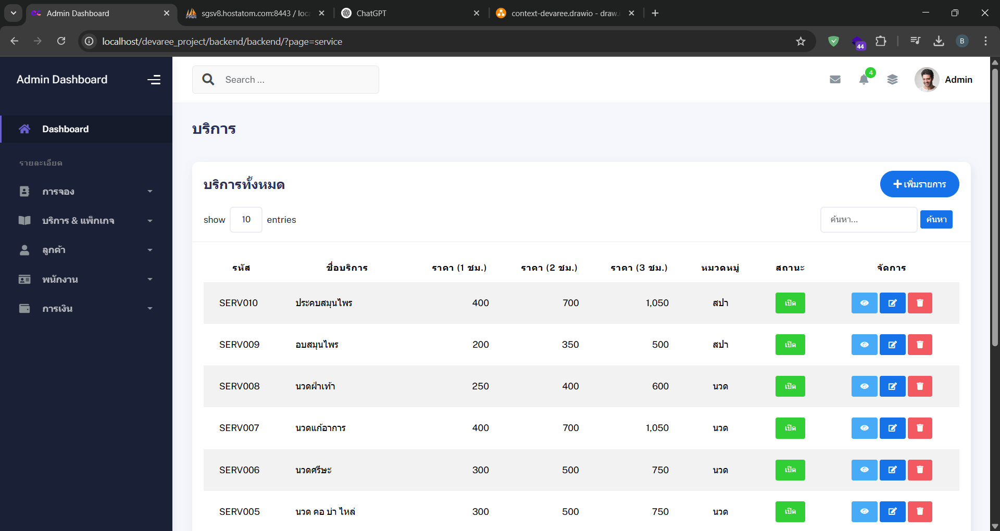 Admin Dashboard
sgsv8.hostatom.com:8443 / loca
ChatGPT
context-devaree.drawio - draw.i
localhost/devaree_project/backend/backend/?page=service
44
B
Admin Dashboard
Search ...
4
Admin
Dashboard
รายละเอียด
การจอง
บริการ & แพ็กเกจ
ลูกค้า
พนักงาน
การเงิน
บริการ
บริการทั้งหมด
เพิ่มรายการ
show 10 entries
ค้นหา... ค้นหา
รหัส ชื่อบริการ ราคา (1 ชม.) ราคา (2 ชม.) ราคา (3 ชม.) หมวดหมู่ สถานะ จัดการ
SERV010 ประคบสมุนไพร 400 700 1,050 สปา เปิด
SERV009 อบสมุนไพร 200 350 500 สปา เปิด
SERV008 นวดฝ่าเท้า 250 400 600 นวด เปิด
SERV007 นวดแก้อาการ 400 700 1,050 นวด เปิด
SERV006 นวดศรีษะ 300 500 750 นวด เปิด
SERV005 นวด คอ บ่า ไหล่ 300 500 750 นวด เปิด